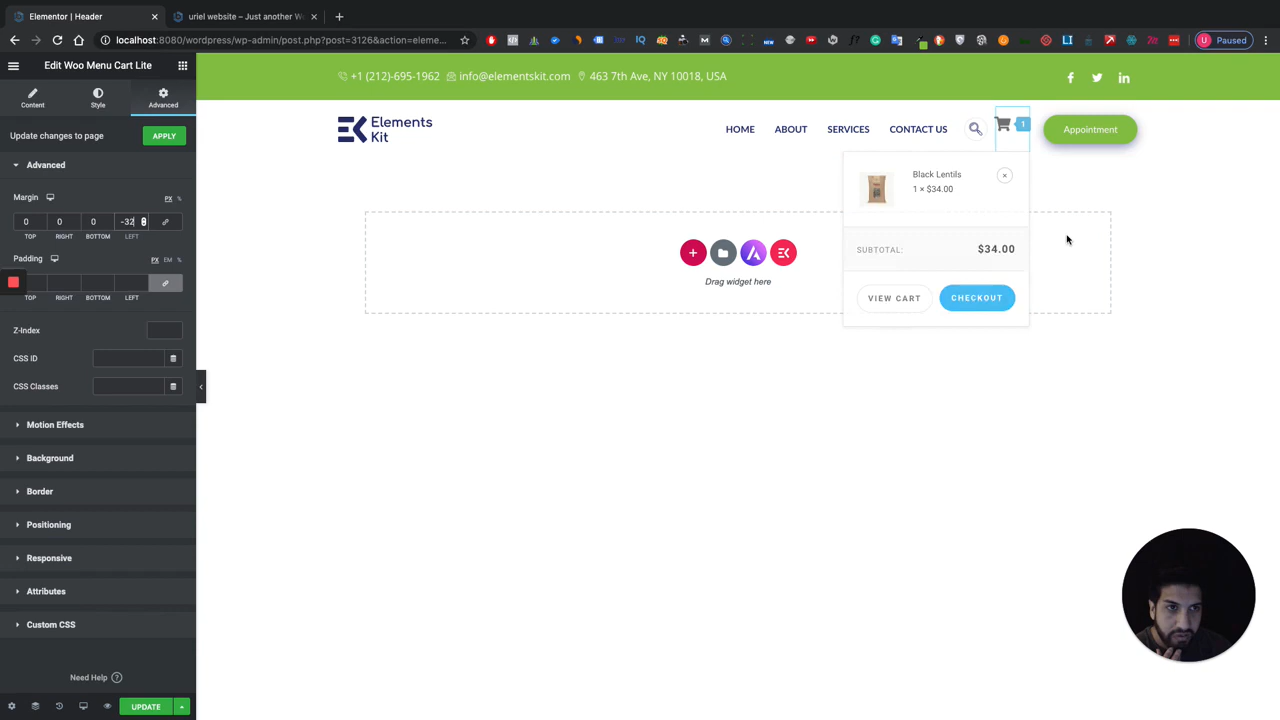 Elementor | Header
uriel website – Just another W
localhost:8080/wordpress/wp-admin/post.php?post=3126&action=eleme...
Paused
Edit Woo Menu Cart Lite
Content
Style
Advanced
Update changes to page
APPLY
Advanced
Margin
PX %
0 0 0 -32
TOP RIGHT BOTTOM LEFT
Padding
PX EM %
TOP RIGHT BOTTOM LEFT
Z-Index
CSS ID
CSS Classes
Motion Effects
Background
Border
Positioning
Responsive
Attributes
Custom CSS
Need Help
UPDATE
+1 (212)-695-1962 info@elementskit.com 463 7th Ave, NY 10018, USA
Elements
Kit
HOME ABOUT SERVICES CONTACT US
1
Appointment
Black Lentils
1 × $34.00
×
SUBTOTAL: $34.00
VIEW CART
CHECKOUT
EK
Drag widget here